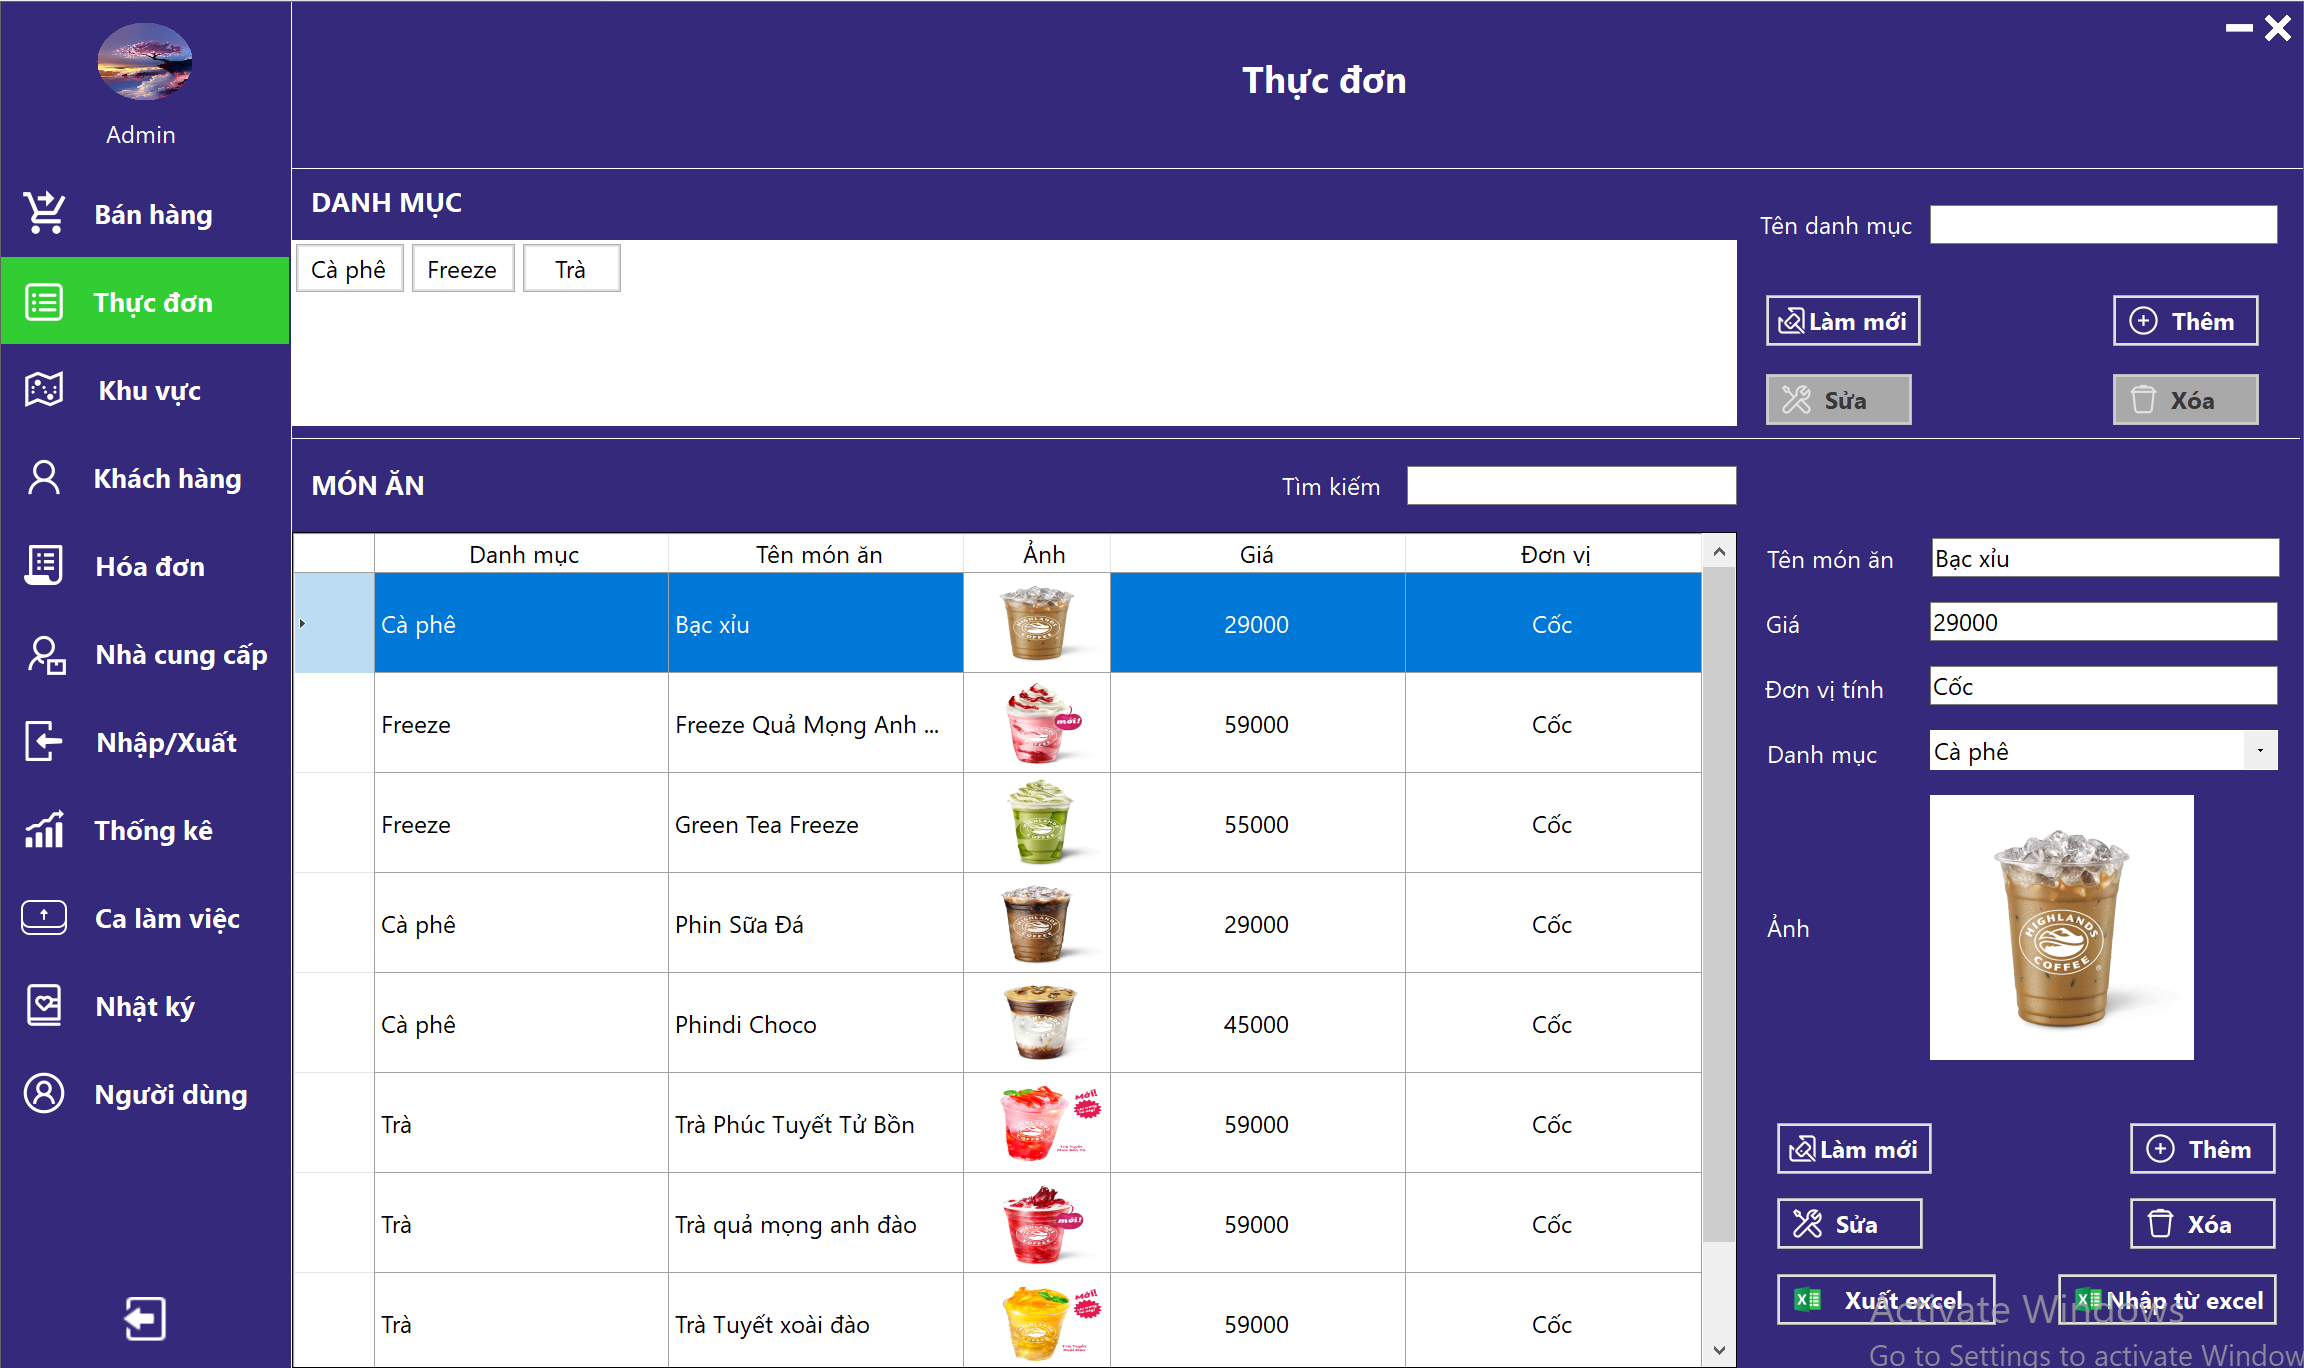 Thực đơn
Admin
Bán hàng
Thực đơn
Khu vực
Khách hàng
Hóa đơn
Nhà cung cấp
Nhập/Xuất
Thống kê
Ca làm việc
Nhật ký
Người dùng
DANH MỤC
Cà phê Freeze Trà
Tên danh mục
Làm mới Thêm
Sửa Xóa
MÓN ĂN Tìm kiếm
Danh mục Tên món ăn Ảnh Giá Đơn vị
Cà phê Bạc xỉu 29000 Cốc
Freeze Freeze Quả Mọng Anh ... 59000 Cốc
Freeze Green Tea Freeze 55000 Cốc
Cà phê Phin Sữa Đá 29000 Cốc
Cà phê Phindi Choco 45000 Cốc
Trà Trà Phúc Tuyết Tử Bồn 59000 Cốc
Trà Trà quả mọng anh đào 59000 Cốc
Trà Trà Tuyết xoài đào 59000 Cốc
Tên món ăn Bạc xỉu
Giá 29000
Đơn vị tính Cốc
Danh mục Cà phê
Ảnh
HIGHLANDS
COFFEE
Làm mới Thêm
Sửa Xóa
Xuất excel Nhập từ excel
Activate Windows
Go to Settings to activate Window